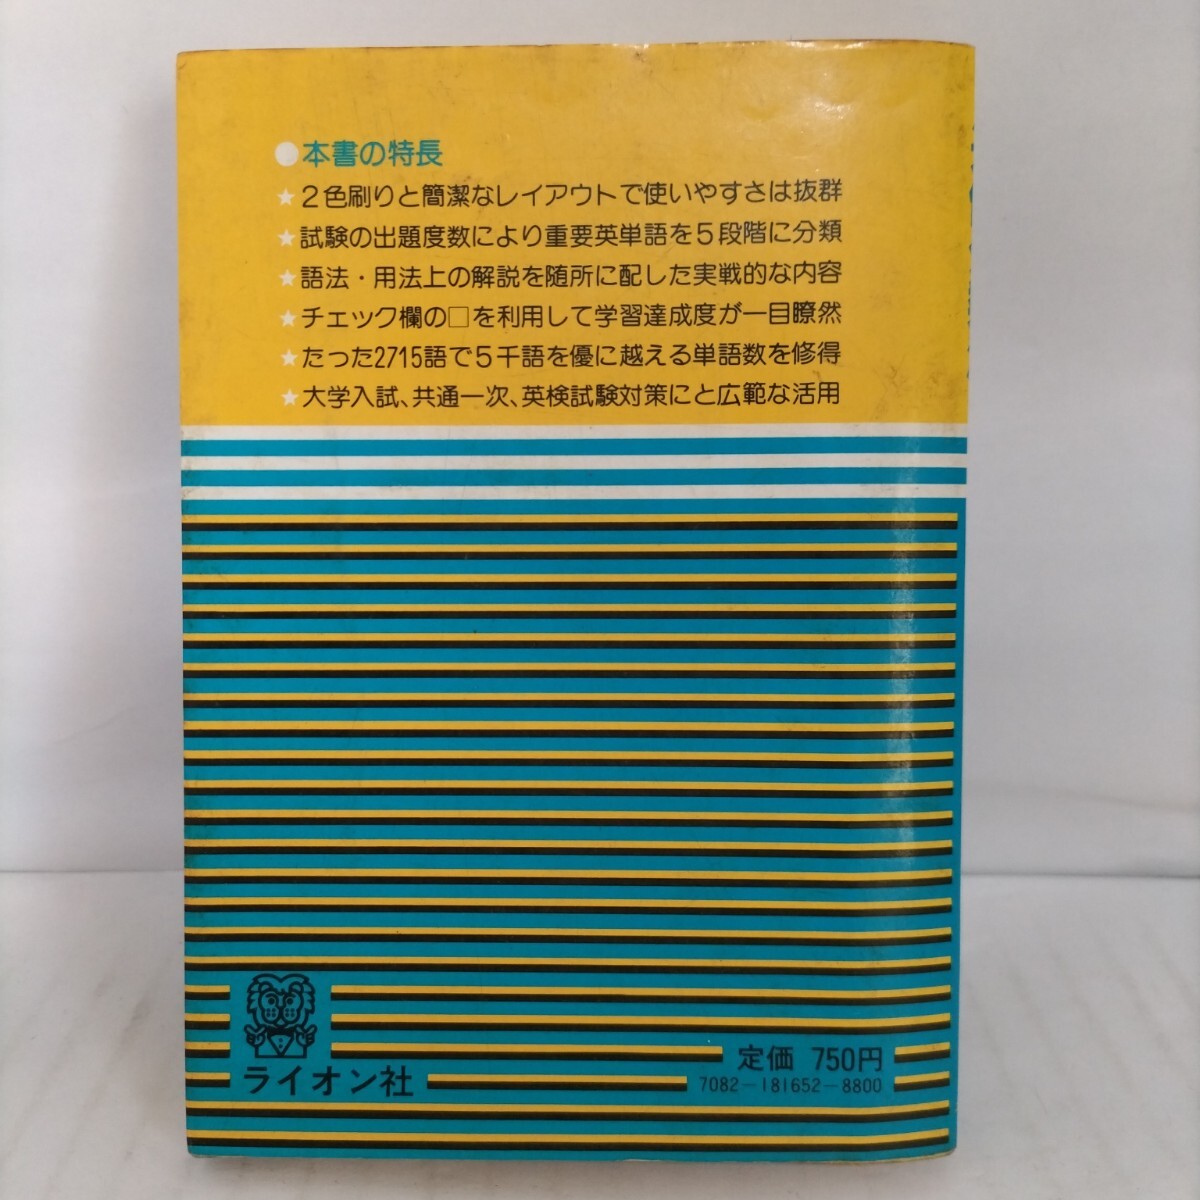 ●本書の特長
★2色刷りと簡潔なレイアウトで使いやすさは抜群
★試験の出題度数により重要英単語を5段階に分類
★語法・用法上の解説を随所に配した実戦的な内容
★チェック欄の□を利用して学習達成度が一目瞭然
★たった2715語で5千語を優に越える単語数を修得
★大学入試、共通一次、英検試験対策にと広範な活用
定価 750円
ライオン社
7082-181652-8800